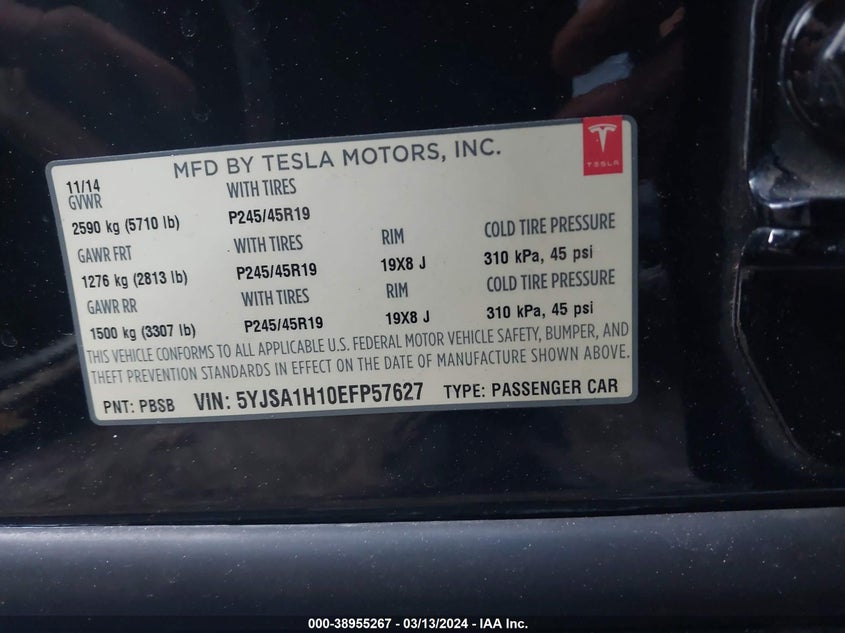 MFD BY TESLA MOTORS, INC.
TESLA
11/14
GVWR WITH TIRES
2590 kg (5710 lb) P245/45R19
GAWR FRT WITH TIRES RIM COLD TIRE PRESSURE
1276 kg (2813 lb) P245/45R19 19X8 J 310 kPa, 45 psi
GAWR RR WITH TIRES RIM COLD TIRE PRESSURE
1500 kg (3307 lb) P245/45R19 19X8 J 310 kPa, 45 psi
THIS VEHICLE CONFORMS TO ALL APPLICABLE U.S. FEDERAL MOTOR VEHICLE SAFETY, BUMPER, AND
THEFT PREVENTION STANDARDS IN EFFECT ON THE DATE OF MANUFACTURE SHOWN ABOVE.
PNT: PBSB VIN: 5YJSA1H10EFP57627 TYPE: PASSENGER CAR
000-38955267 - 03/13/2024 - IAA Inc.